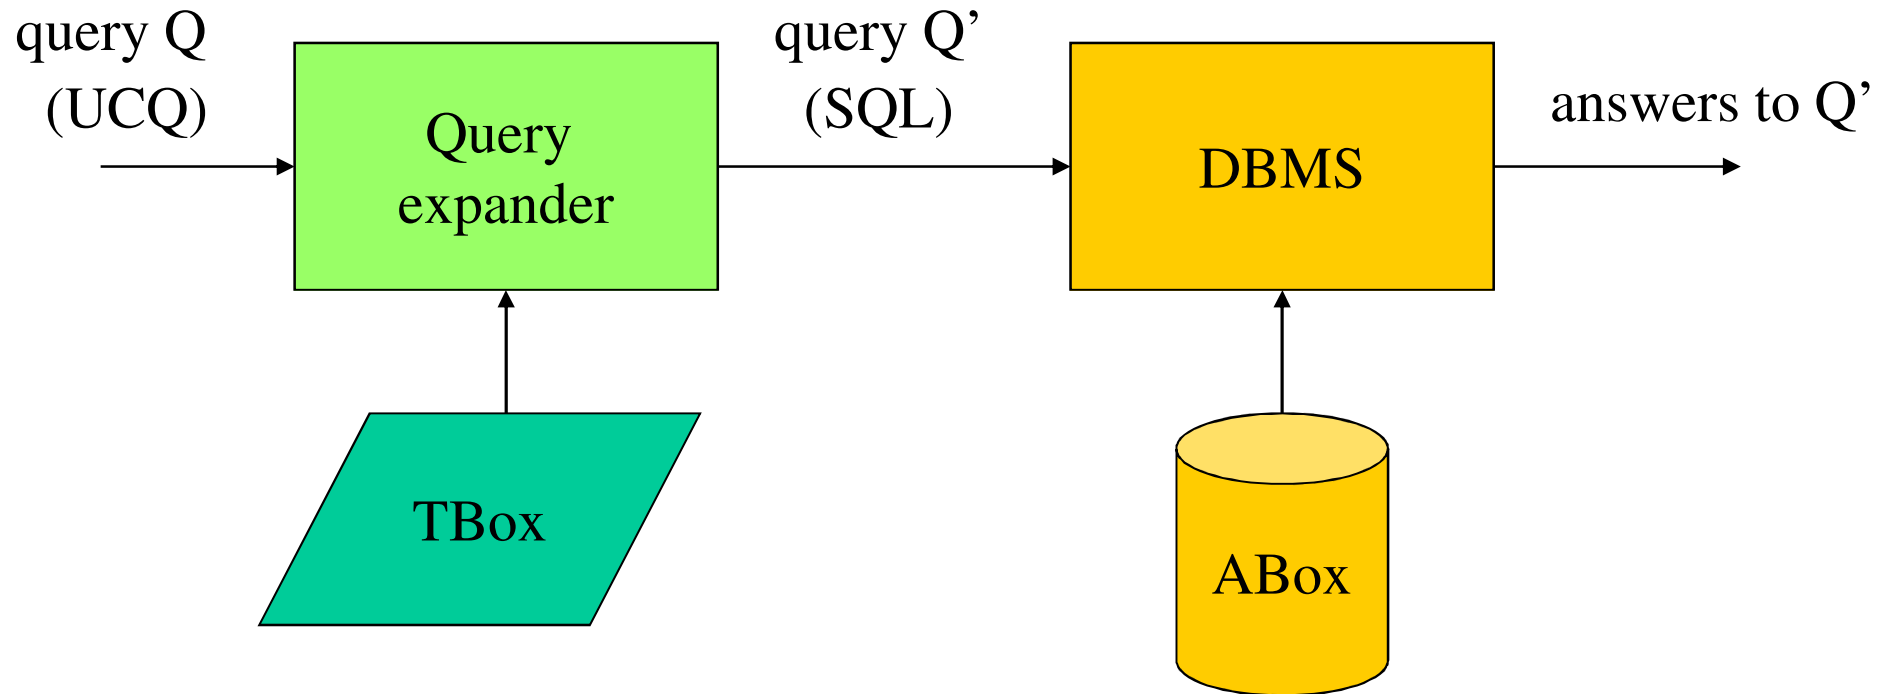 query Q
(UCQ)
Query
expander
query Q’
(SQL)
DBMS
answers to Q’
TBox
ABox